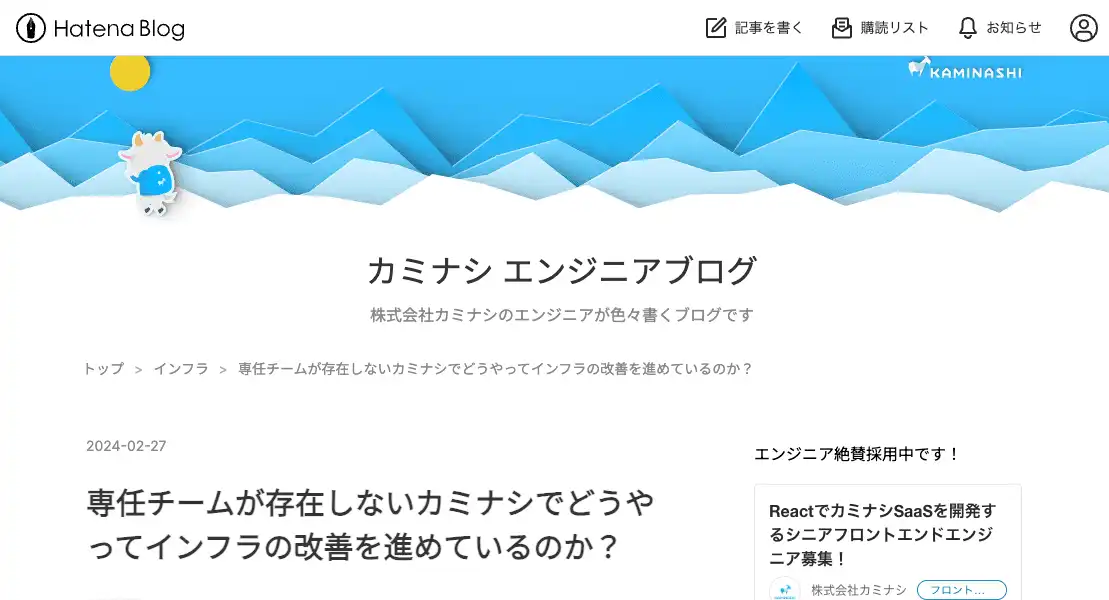 Hatena Blog
記事を書く
購読リスト
お知らせ
KAMINASHI
カミナシ エンジニアブログ
株式会社カミナシのエンジニアが色々書くブログです
トップ > インフラ > 専任チームが存在しないカミナシでどうやってインフラの改善を進めているのか？
2024-02-27
専任チームが存在しないカミナシでどうや
ってインフラの改善を進めているのか？
エンジニア絶賛採用中です！
ReactでカミナシSaaSを開発す
るシニアフロントエンドエンジ
ニア募集！
株式会社カミナシ
フロント...